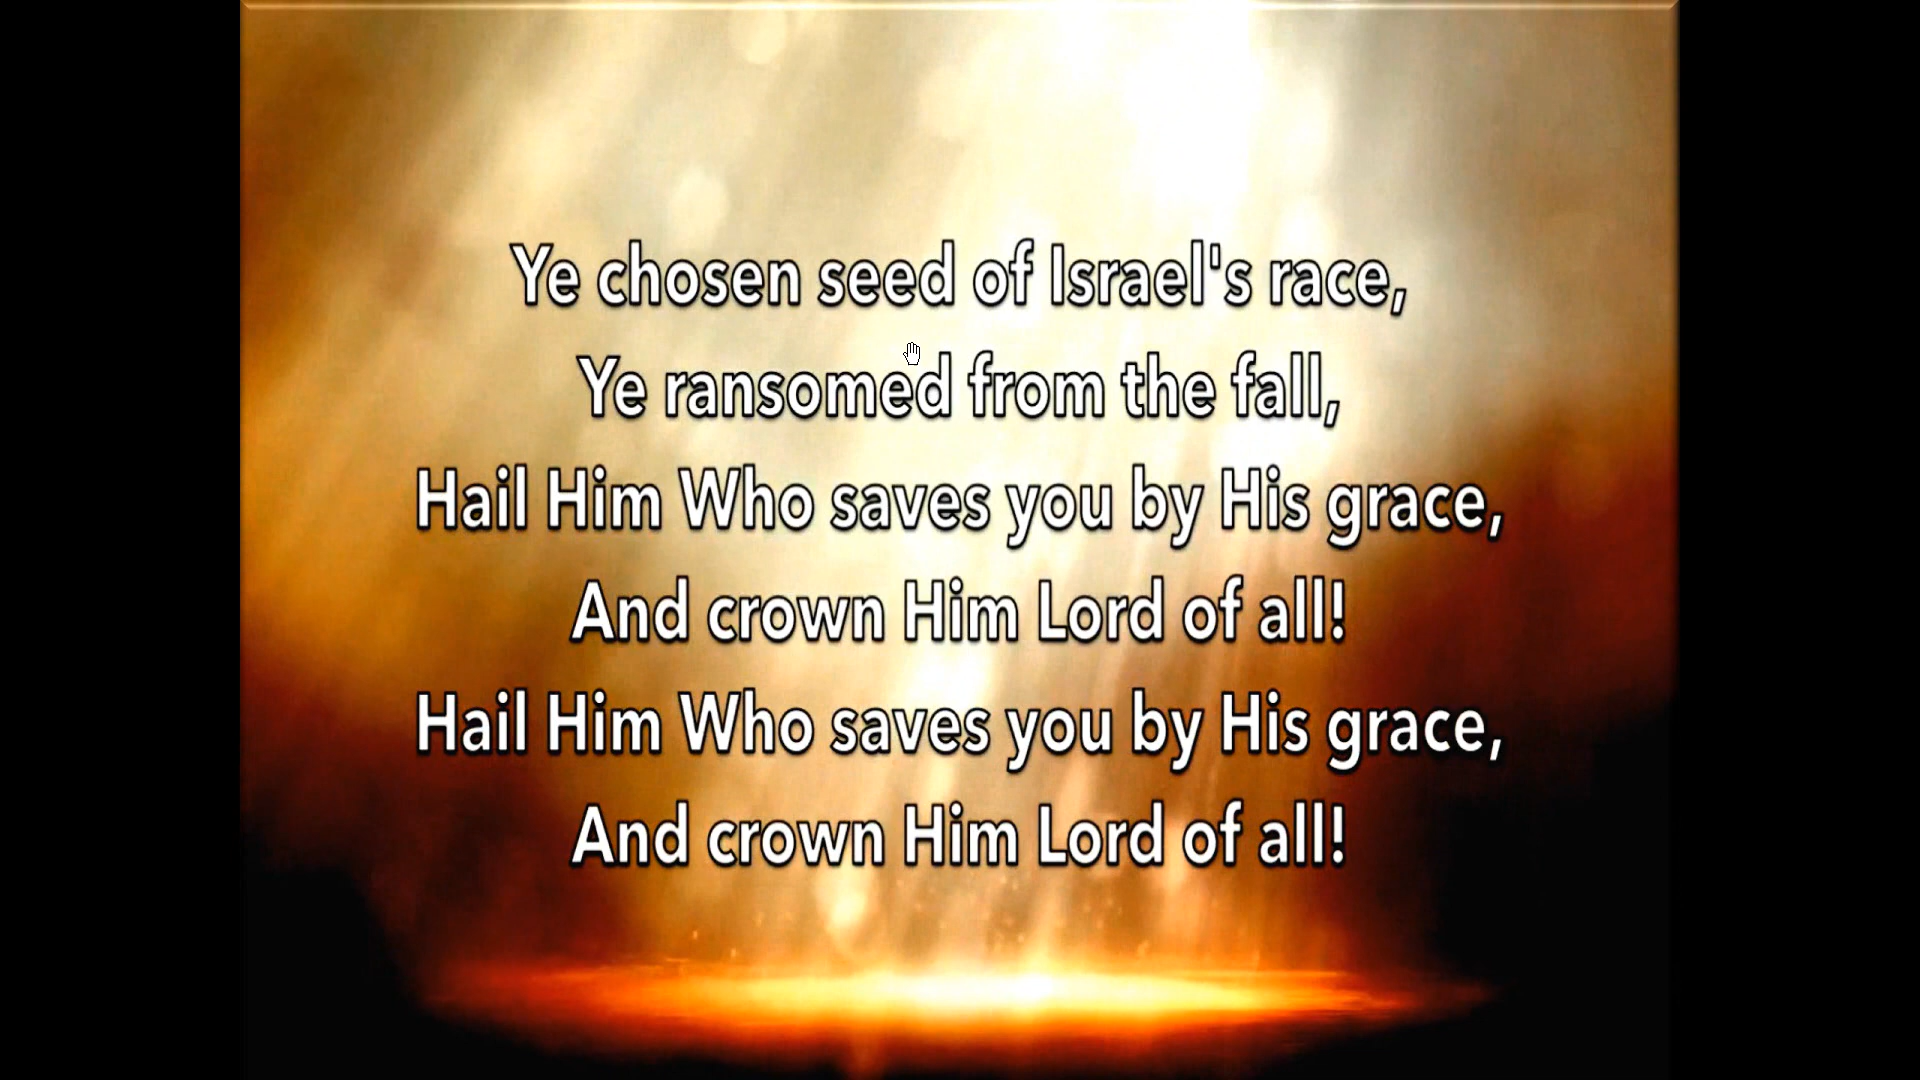 Ye chosen seed of Israel's race,
Ye ransomed from the fall,
Hail Him Who saves you by His grace,
And crown Him Lord of all!
Hail Him Who saves you by His grace,
And crown Him Lord of all!